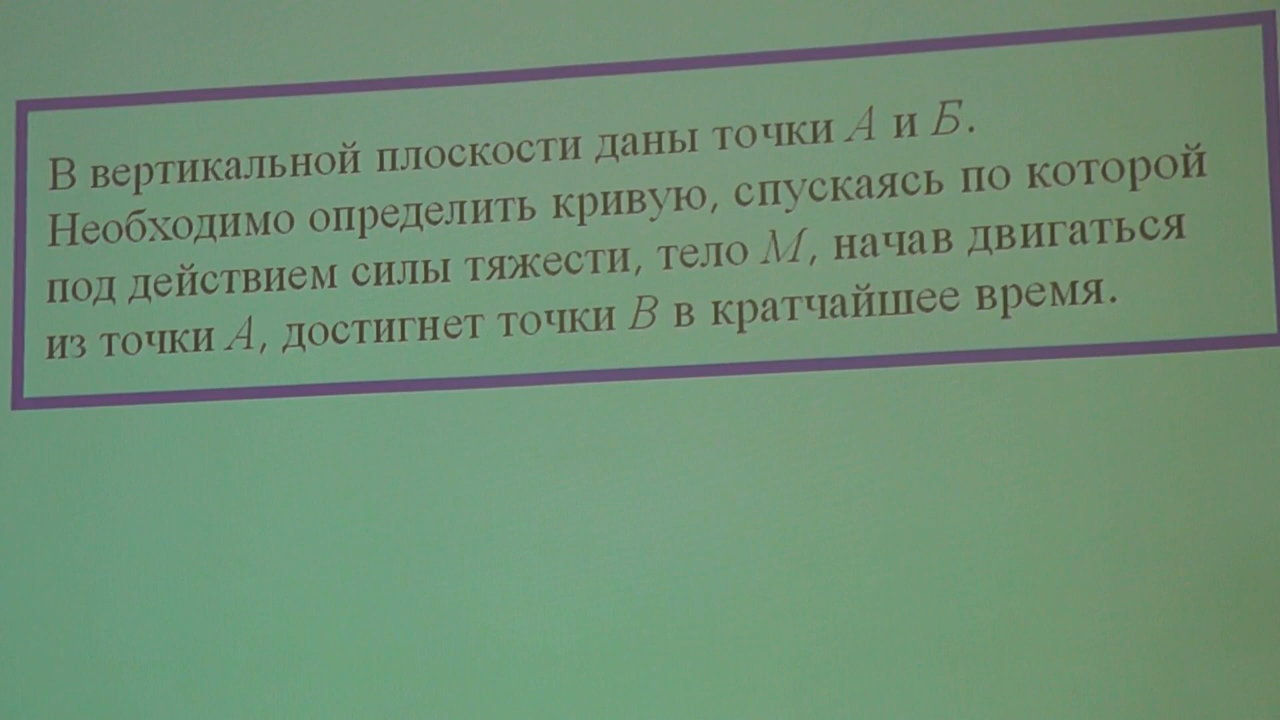 В вертикальной плоскости даны точки А и Б.
Необходимо определить кривую, спускаясь по которой
под действием силы тяжести, тело М, начав двигаться
из точки А, достигнет точки В в кратчайшее время.